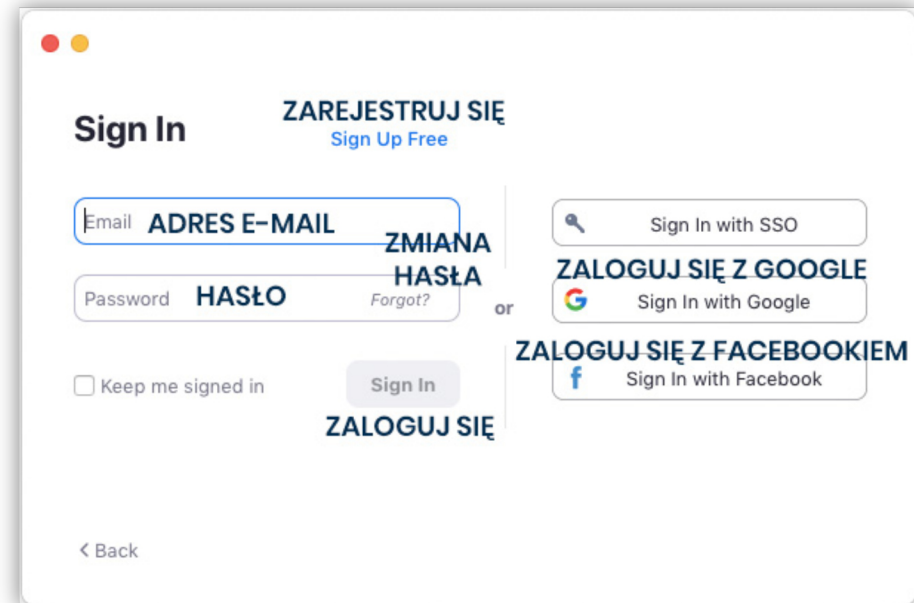 ZAREJESTRUJ SIĘ
Sign In
Sign Up Free
Email ADRES E-MAIL
ZMIANA
HASŁA
Password HASŁO Forgot?
or
Sign In with SSO
ZALOGUJ SIĘ Z GOOGLE
Sign In with Google
ZALOGUJ SIĘ Z FACEBOOKIEM
Sign In with Facebook
Keep me signed in
Sign In
ZALOGUJ SIĘ
< Back